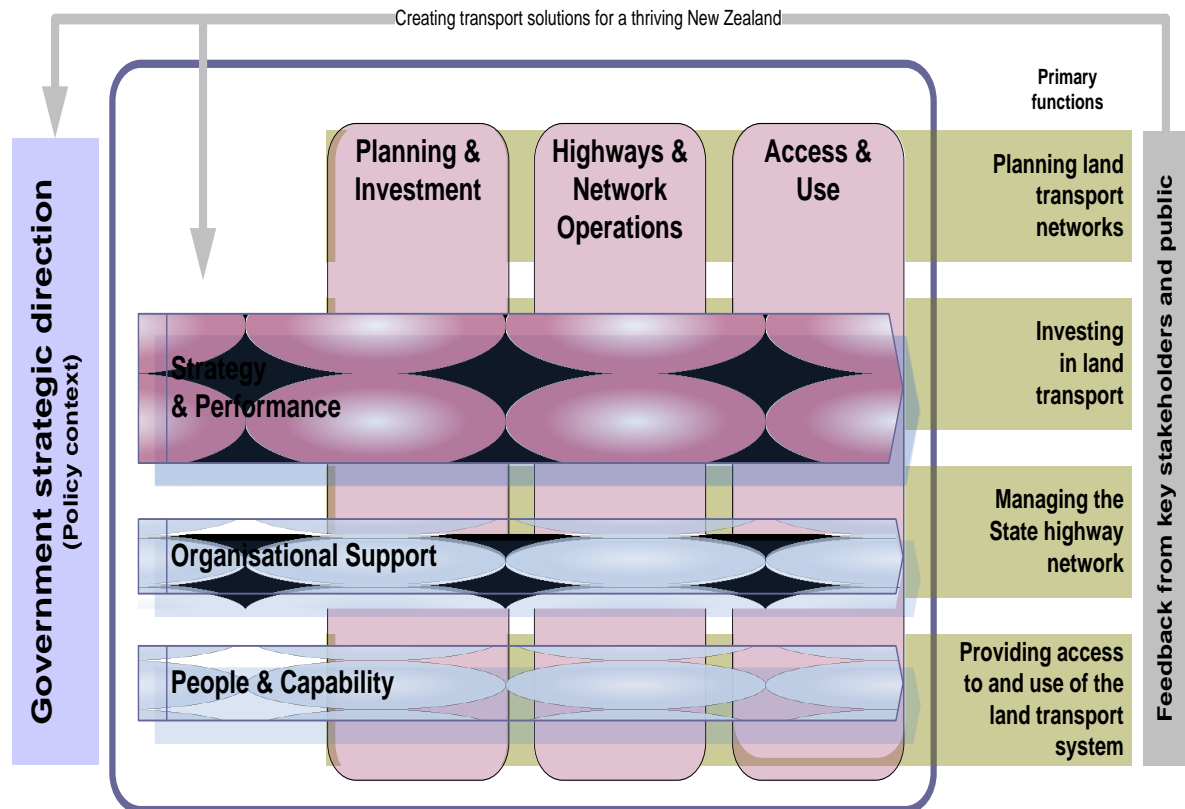 Creating transport solutions for a thriving New Zealand
Government strategic direction
(Policy context)
Planning &
Investment
Highways &
Network
Operations
Access &
Use
Strategy
& Performance
Organisational Support
People & Capability
Primary
functions
Planning land
transport
networks
Investing
in land
transport
Managing the
State highway
network
Providing access
to and use of the
land transport
system
Feedback from key stakeholders and public